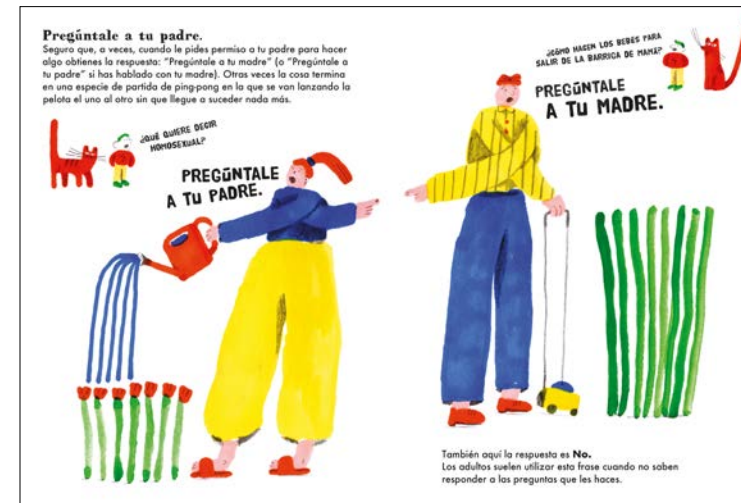 Pregúntale a tu padre.
Seguro que, a veces, cuando le pides permiso a tu padre para hacer
algo obtienes la respuesta: “Pregúntale a tu madre” (o “Pregúntale a
tu padre” si has hablado con tu madre). Otras veces la cosa termina
en una especie de partida de ping-pong en la que se van lanzando la
pelota el uno al otro sin que llegue a suceder nada más.
¿QUÉ QUIERE DECIR
HOMOSEXUAL?
PREGÚNTALE
A TU PADRE.
¿CÓMO HACEN LOS BEBES PARA
SALIR DE LA BARRIGA DE MAMÁ?
PREGÚNTALE
A TU MADRE.
También aquí la respuesta es No.
Los adultos suelen utilizar esta frase cuando no saben
responder a las preguntas que les haces.